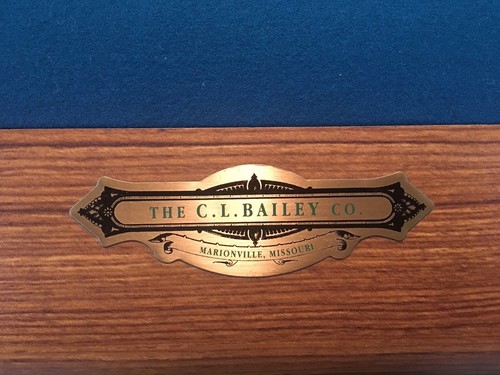 THE C.L.BAILEY CO.
MARIONVILLE, MISSOURI